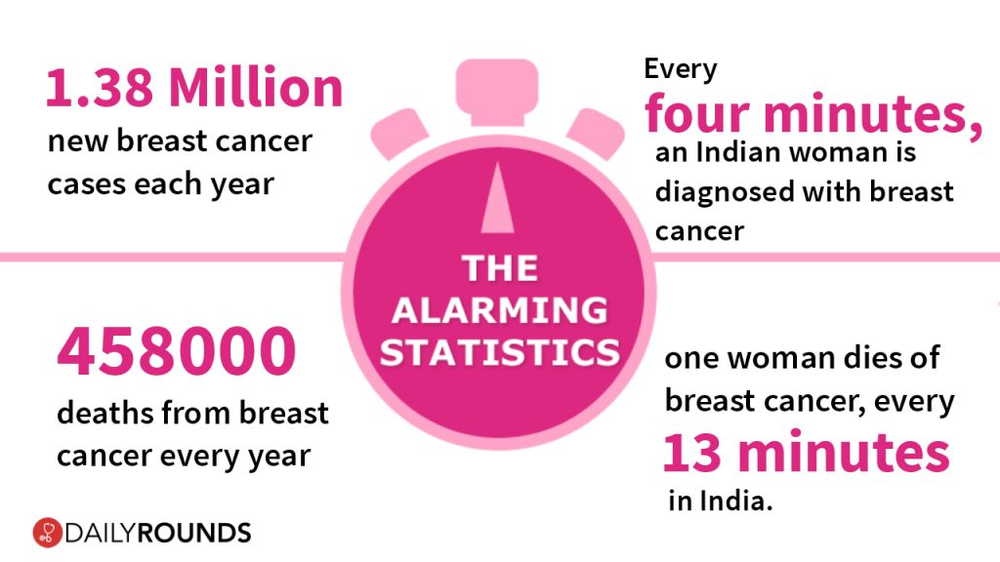 1.38 Million
new breast cancer
cases each year
Every
four minutes,
an Indian woman is
diagnosed with breast
cancer
THE
ALARMING
STATISTICS
458000
deaths from breast
cancer every year
one woman dies of
breast cancer, every
13 minutes
in India.
DAILYROUNDS